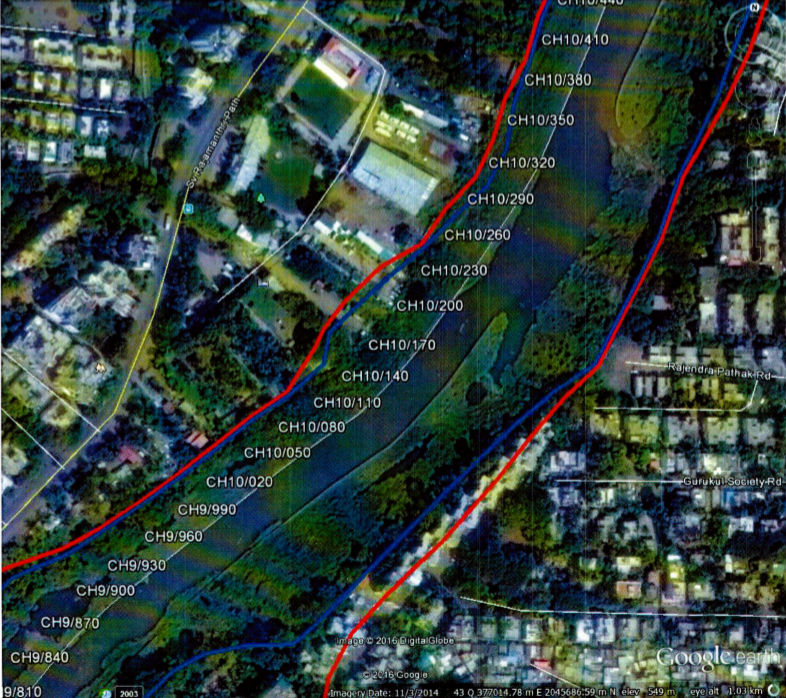 CH10/440
CH10/410
CH10/380
CH10/350
CH10/320
CH10/290
CH10/260
CH10/230
CH10/200
CH10/170
Rajendra Pathak Rd
CH10/140
CH10/110
CH10/080
CH10/050
CH10/020
Gurukul Society Rd
CH9/990
CH9/960
CH9/930
CH9/900
CH9/870
CH9/840
9/810
N
Image © 2016 DigitalGlobe
© 2016 Google
Google earth
2003
Imagery Date: 11/3/2014 43 Q 377014.78 m E 2045686.59 m N elev 549 m eye alt 1.03 km